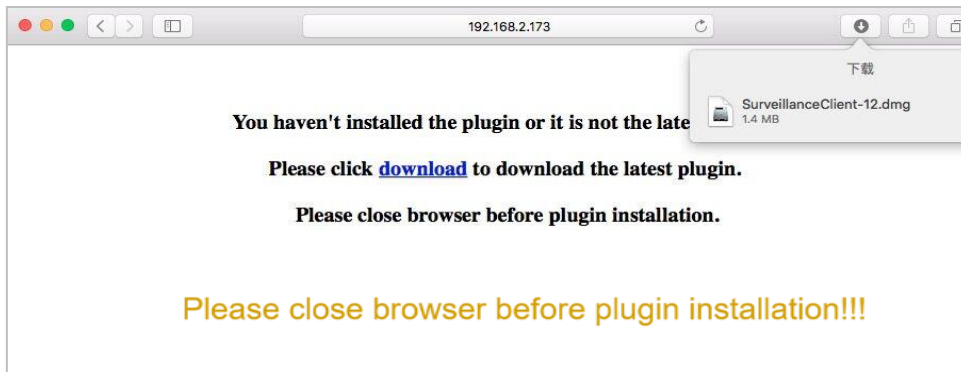 192.168.2.173
下载
SurveillanceClient-12.dmg
1.4 MB
You haven't installed the plugin or it is not the late
Please click download to download the latest plugin.
Please close browser before plugin installation.
Please close browser before plugin installation!!!